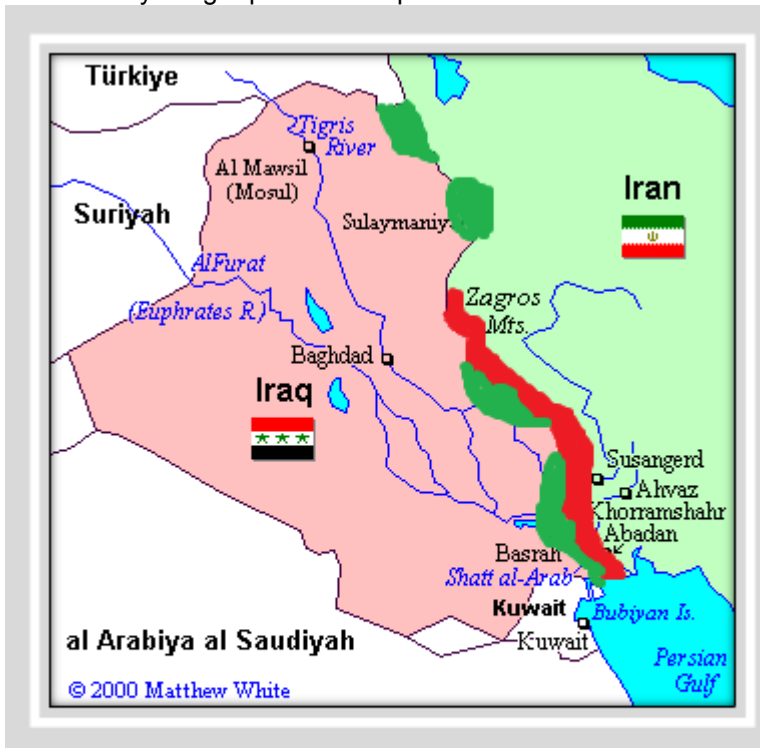 Türkiye
Tigris
River
Al Mawsil
(Mosul)
Iran
Suriyah
Sulaymaniy
AlFurat
(Euphrates R.)
Zagros
Mts.
Baghdad
Iraq
Susangerd
Ahvaz
Khorramshahr
Abadan
Basrah
Shatt al-Arab
Kuwait
Bubiyan Is.
al Arabiya al Saudiyah
Kuwait
Persian
Gulf
© 2000 Matthew White